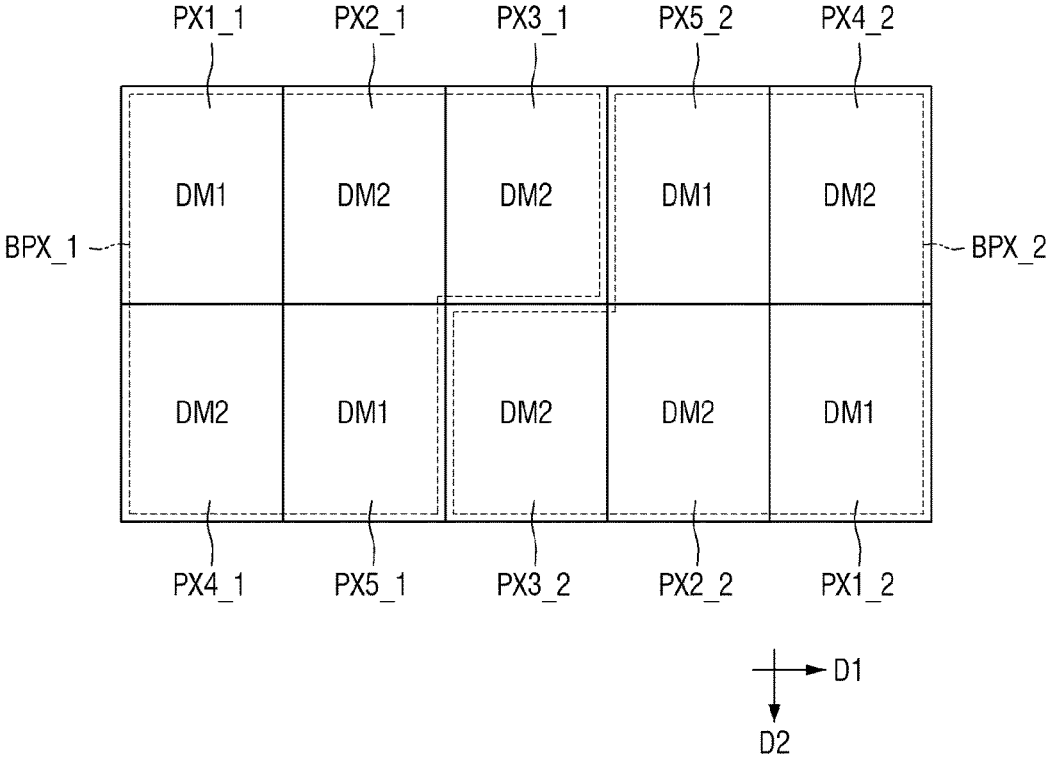 PX1_1 PX2_1 PX3_1 PX5_2 PX4_2
DM1 DM2 DM2 DM1 DM2
BPX_1 BPX_2
DM2 DM1 DM2 DM2 DM1
PX4_1 PX5_1 PX3_2 PX2_2 PX1_2
D1
D2